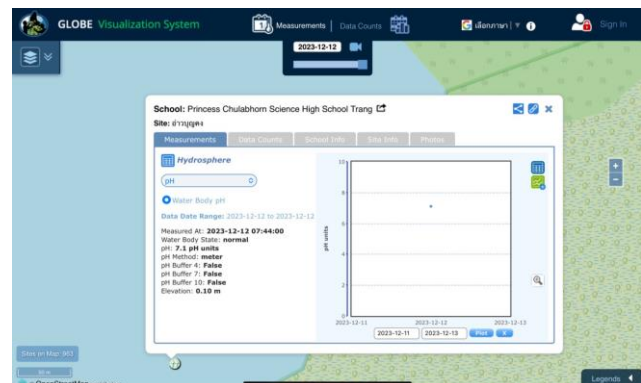 GLOBE Visualization System
Measurements | Data Counts
เลือกภาษา | ▼
Sign In
2023-12-12
School: Princess Chulabhorn Science High School Trang
Site: อ่าวบุญคง
Measurements
Data Counts
School Info
Site Info
Photos
Hydrosphere
pH
Water Body pH
Data Date Range: 2023-12-12 to 2023-12-12
Measured At: 2023-12-12 07:44:00
Water Body State: normal
pH: 7.1 pH units
pH Method: meter
pH Buffer 4: False
pH Buffer 7: False
pH Buffer 10: False
Elevation: 0.10 m
pH units
10
8
6
4
2
0
2023-12-11
2023-12-12
2023-12-13
2023-12-11
2023-12-13
Plot
X
Sites on Map: 951
Legends